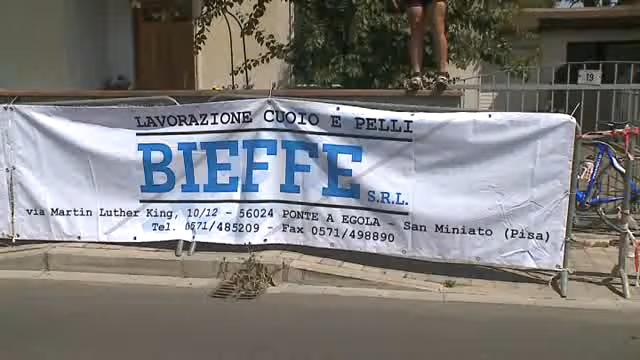 LAVORAZIONE CUOIO E PELLI
BIEFFE S.R.L.
via Martin Luther King, 10/12 - 56024 PONTE A EGOLA - San Miniato (Pisa)
Tel. 0571/485209 - Fax 0571/498890
19